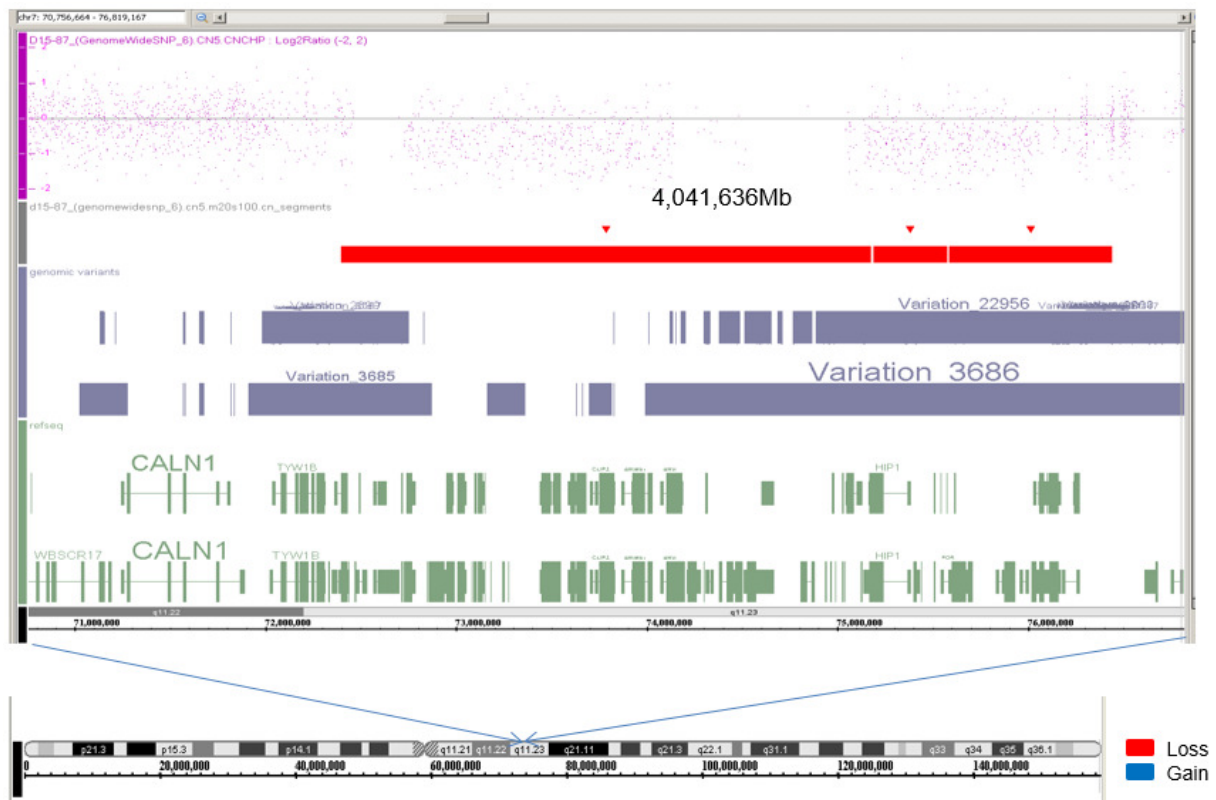 chr7: 70,756,664 - 76,819,167
D15-87_(GenomeWideSNP_6).CN5.CNCHP : Log2Ratio (-2, 2)
2
1
0
-1
-2
4,041,636Mb
d15-87_(genomewidesnp_6).cn5.m20s100.cn_segments
genomic variants
Variation_22956
Variation_3685
Variation_3686
refseq
CALN1
TYW1B
HIP1
WBSCR17
CALN1
TYW1B
HIP1
q11.22
q11.23
71,000,000
72,000,000
73,000,000
74,000,000
75,000,000
76,000,000
p21.3
p15.3
p14.1
q11.21
q11.22
q11.23
q21.11
q21.3
q22.1
q31.1
q33
q34
q35
q36.1
0
20,000,000
40,000,000
60,000,000
80,000,000
100,000,000
120,000,000
140,000,000
Loss
Gain